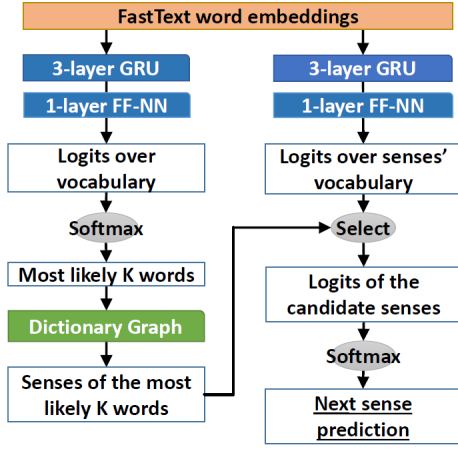 FastText word embeddings
3-layer GRU
1-layer FF-NN
Logits over
vocabulary
Softmax
Most likely K words
Dictionary Graph
Senses of the most
likely K words
3-layer GRU
1-layer FF-NN
Logits over senses’
vocabulary
Select
Logits of the
candidate senses
Softmax
Next sense
prediction